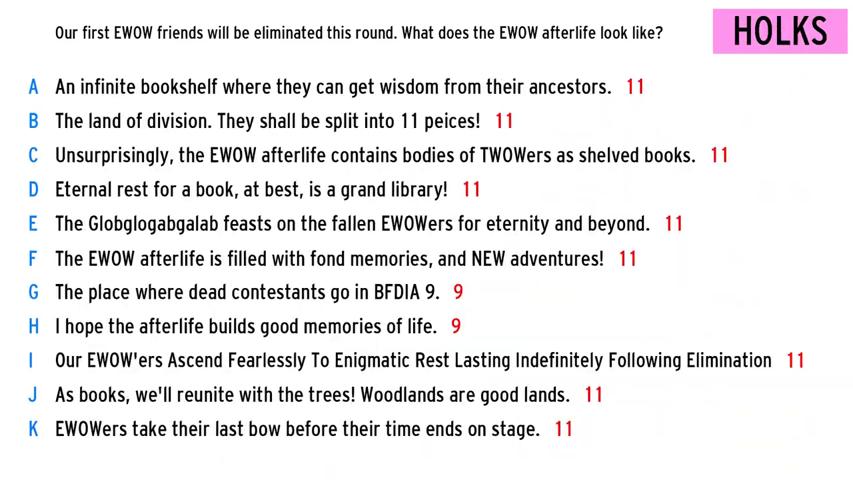 Our first EWOW friends will be eliminated this round. What does the EWOW afterlife look like?
HOLKS
A An infinite bookshelf where they can get wisdom from their ancestors. 11
B The land of division. They shall be split into 11 peices! 11
C Unsurprisingly, the EWOW afterlife contains bodies of TWOWers as shelved books. 11
D Eternal rest for a book, at best, is a grand library! 11
E The Globglogabgalab feasts on the fallen EWOWers for eternity and beyond. 11
F The EWOW afterlife is filled with fond memories, and NEW adventures! 11
G The place where dead contestants go in BFDIA 9. 9
H I hope the afterlife builds good memories of life. 9
I Our EWOW'ers Ascend Fearlessly To Enigmatic Rest Lasting Indefinitely Following Elimination 11
J As books, we'll reunite with the trees! Woodlands are good lands. 11
K EWOWers take their last bow before their time ends on stage. 11